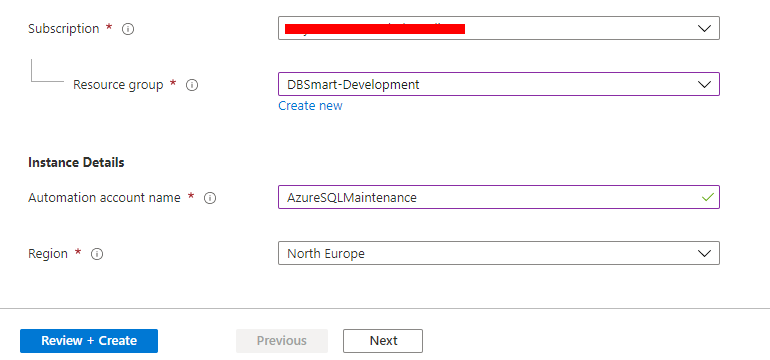 Subscription *
Resource group * DBSmart-Development
Create new
Instance Details
Automation account name * AzureSQLMaintenance
Region * North Europe
Review + Create Previous Next